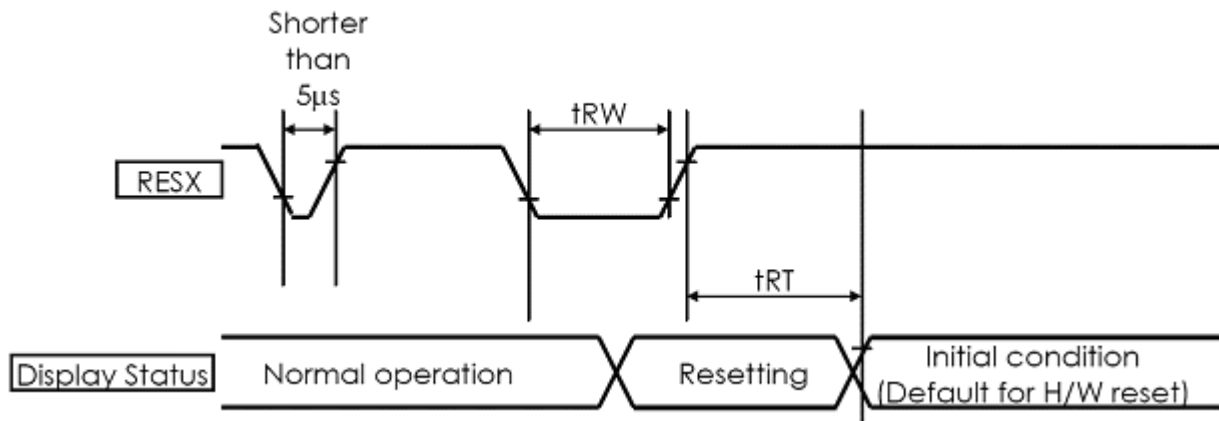 Shorter
than
5µs
tRW
RESX
tRT
Display Status
Normal operation
Resetting
Initial condition
(Default for H/W reset)